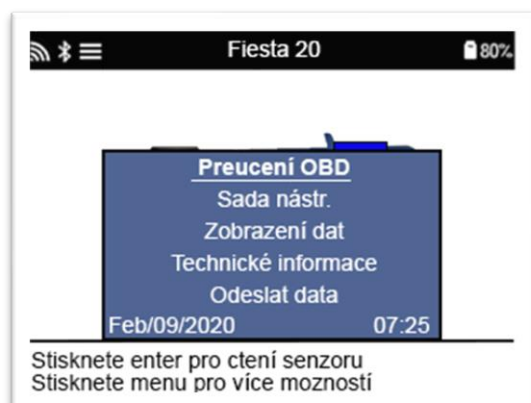 Fiesta 20 80%
Preucení OBD
Sada nástr.
Zobrazení dat
Technické informace
Odeslat data
Feb/09/2020 07:25
Stisknete enter pro ctení senzoru
Stisknete menu pro více mozností